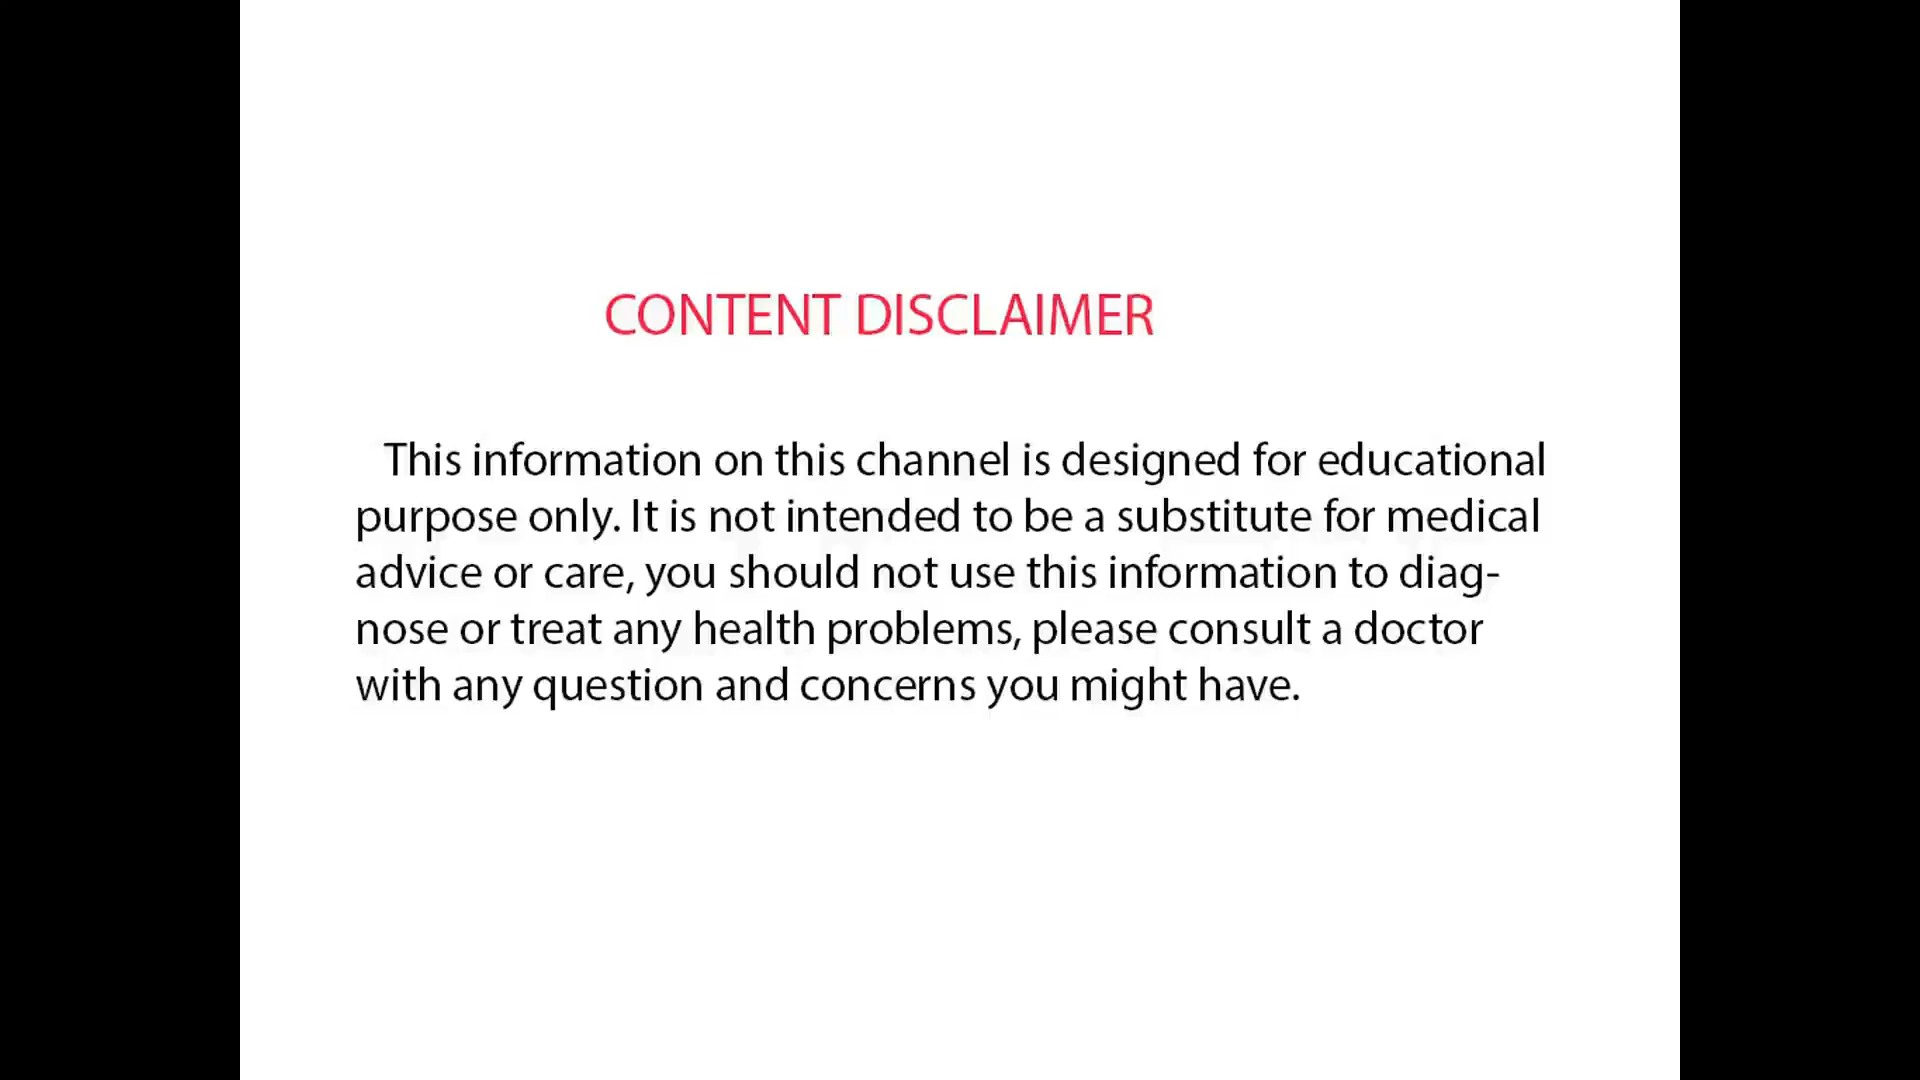 CONTENT DISCLAIMER
This information on this channel is designed for educational
purpose only. It is not intended to be a substitute for medical
advice or care, you should not use this information to diag-
nose or treat any health problems, please consult a doctor
with any question and concerns you might have.